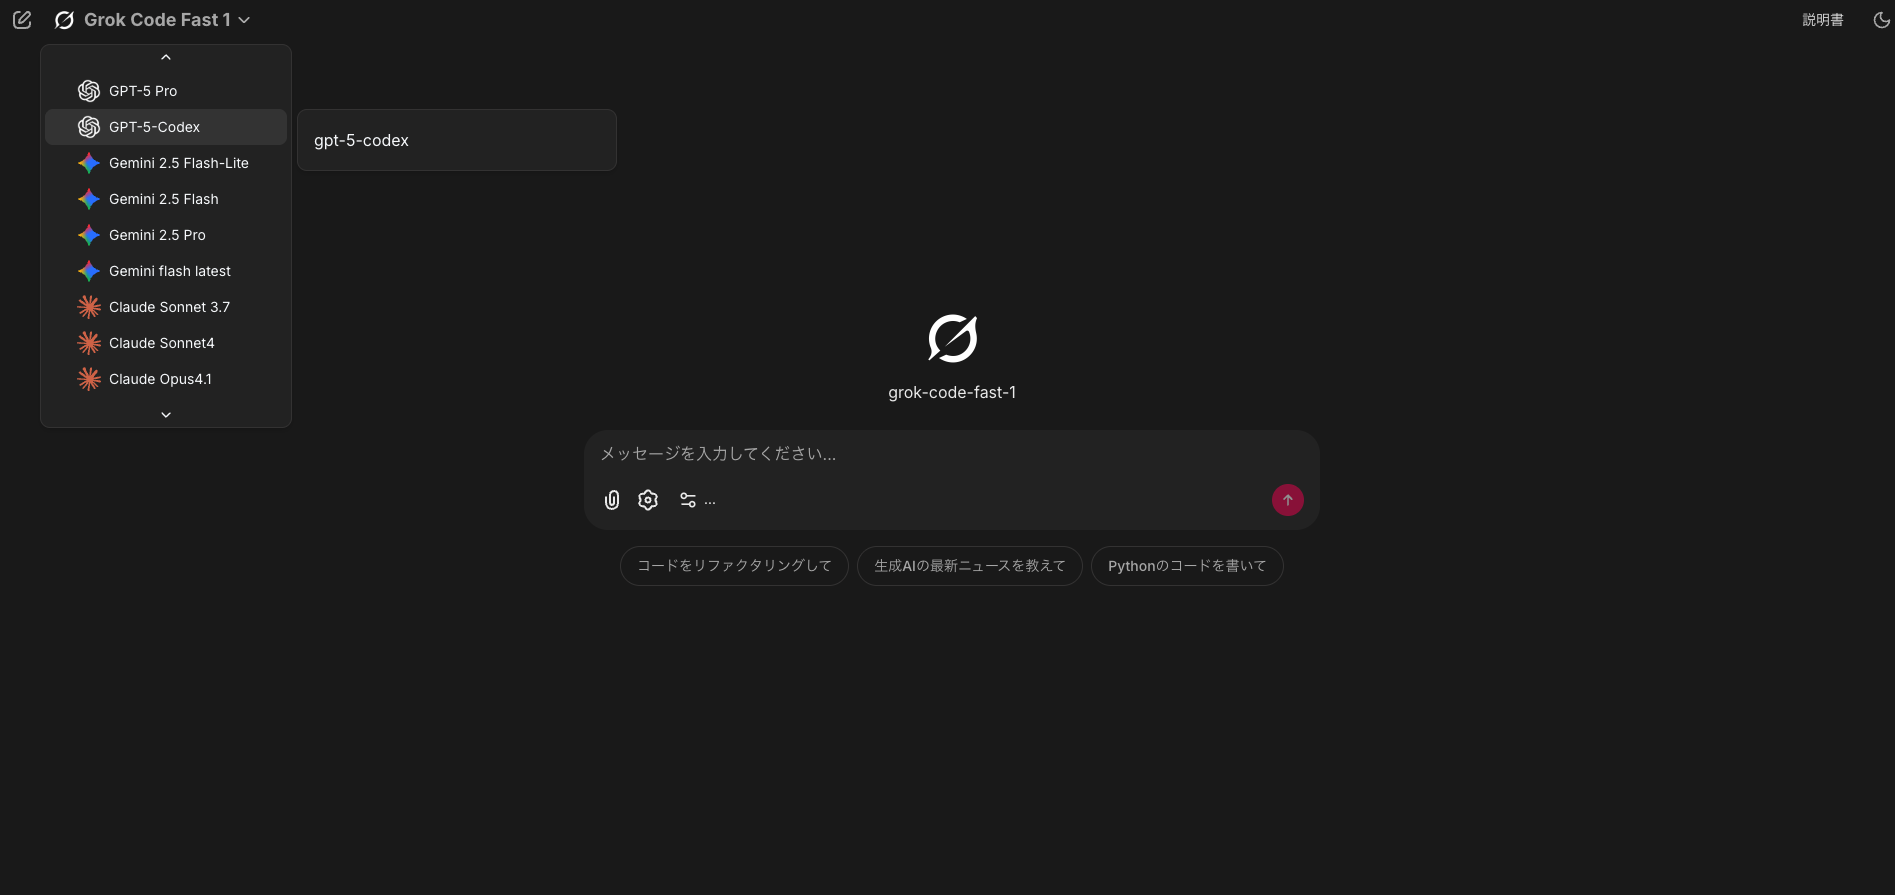 Grok Code Fast 1
説明書
GPT-5 Pro
GPT-5-Codex
gpt-5-codex
Gemini 2.5 Flash-Lite
Gemini 2.5 Flash
Gemini 2.5 Pro
Gemini flash latest
Claude Sonnet 3.7
Claude Sonnet4
Claude Opus4.1
grok-code-fast-1
メッセージを入力してください...
...
コードをリファクタリングして
生成AIの最新ニュースを教えて
Pythonのコードを書いて